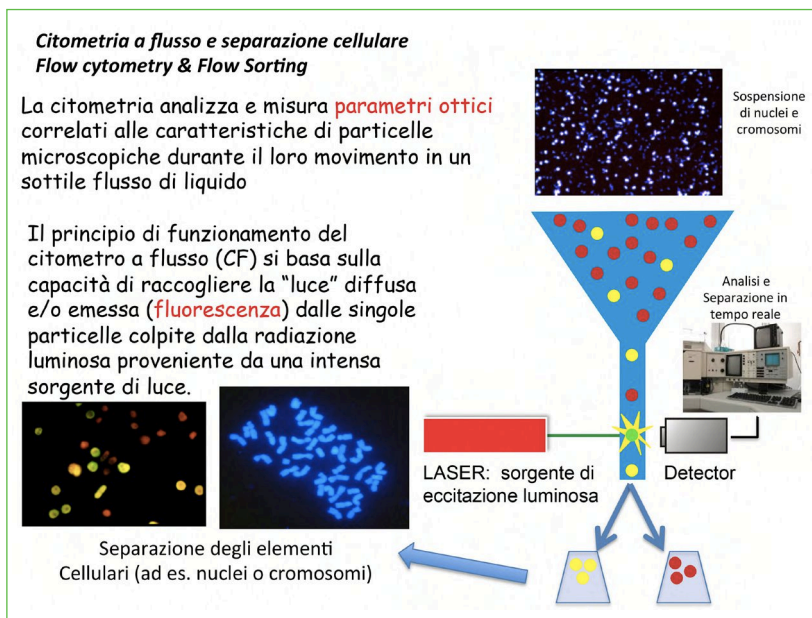 Citometria a flusso e separazione cellulare
Flow cytometry & Flow Sorting
La citometria analizza e misura parametri ottici
correlati alle caratteristiche di particelle
microscopiche durante il loro movimento in un
sottile flusso di liquido
Sospensione
di nuclei e
cromosomi
Il principio di funzionamento del
citometro a flusso (CF) si basa sulla
capacità di raccogliere la “luce” diffusa
e/o emessa (fluorescenza) dalle singole
particelle colpite dalla radiazione
luminosa proveniente da una intensa
sorgente di luce.
Analisi e
Separazione in
tempo reale
LASER: sorgente di
eccitazione luminosa
Detector
Separazione degli elementi
Cellulari (ad es. nuclei o cromosomi)